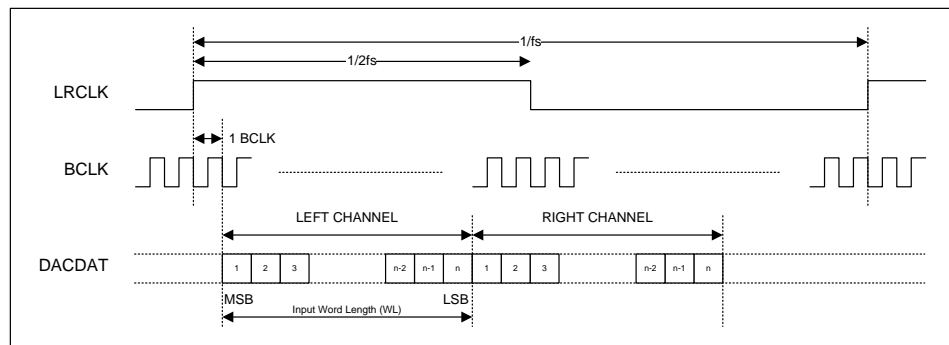 1/fs
1/2fs
LRCLK
1 BCLK
BCLK
LEFT CHANNEL RIGHT CHANNEL
DACDAT 1 2 3 n-2 n-1 n 1 2 3 n-2 n-1 n
MSB LSB
Input Word Length (WL)